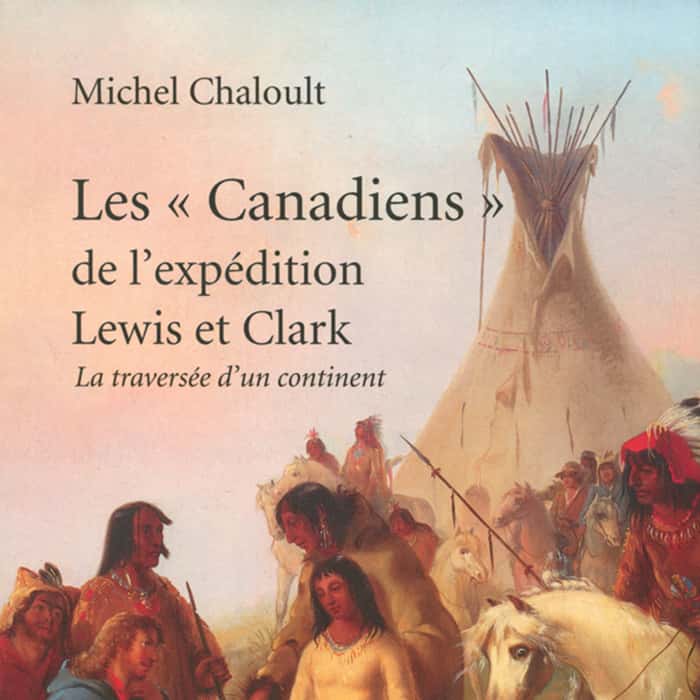 Michel Chaloult
Les « Canadiens »
de l’expédition
Lewis et Clark
La traversée d’un continent